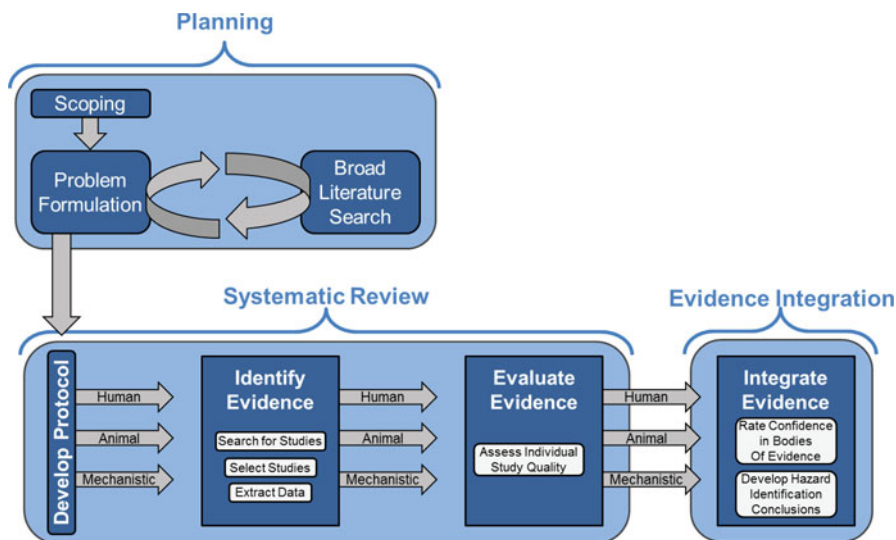 Planning
Scoping
Problem
Formulation
Broad
Literature
Search
Systematic Review
Evidence Integration
Develop Protocol
Human
Animal
Mechanistic
Identify
Evidence
Search for Studies
Select Studies
Extract Data
Human
Animal
Mechanistic
Evaluate
Evidence
Assess Individual
Study Quality
Human
Animal
Mechanistic
Integrate
Evidence
Rate Confidence
in Bodies
Of Evidence
Develop Hazard
Identification
Conclusions